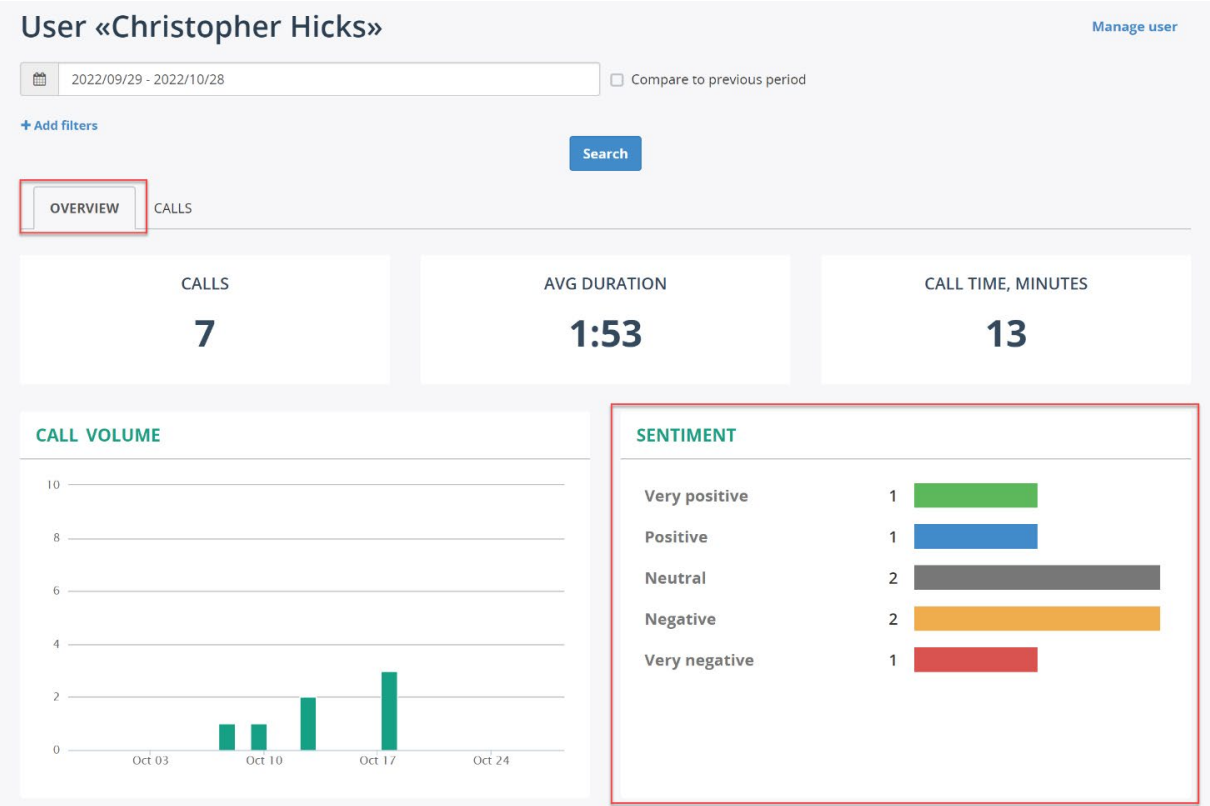 User «Christopher Hicks»
Manage user
2022/09/29 - 2022/10/28
Compare to previous period
+ Add filters
Search
OVERVIEW
CALLS
CALLS
7
AVG DURATION
1:53
CALL TIME, MINUTES
13
CALL VOLUME
10
8
6
4
2
0
Oct 03
Oct 10
Oct 17
Oct 24
SENTIMENT
Very positive 1
Positive 1
Neutral 2
Negative 2
Very negative 1